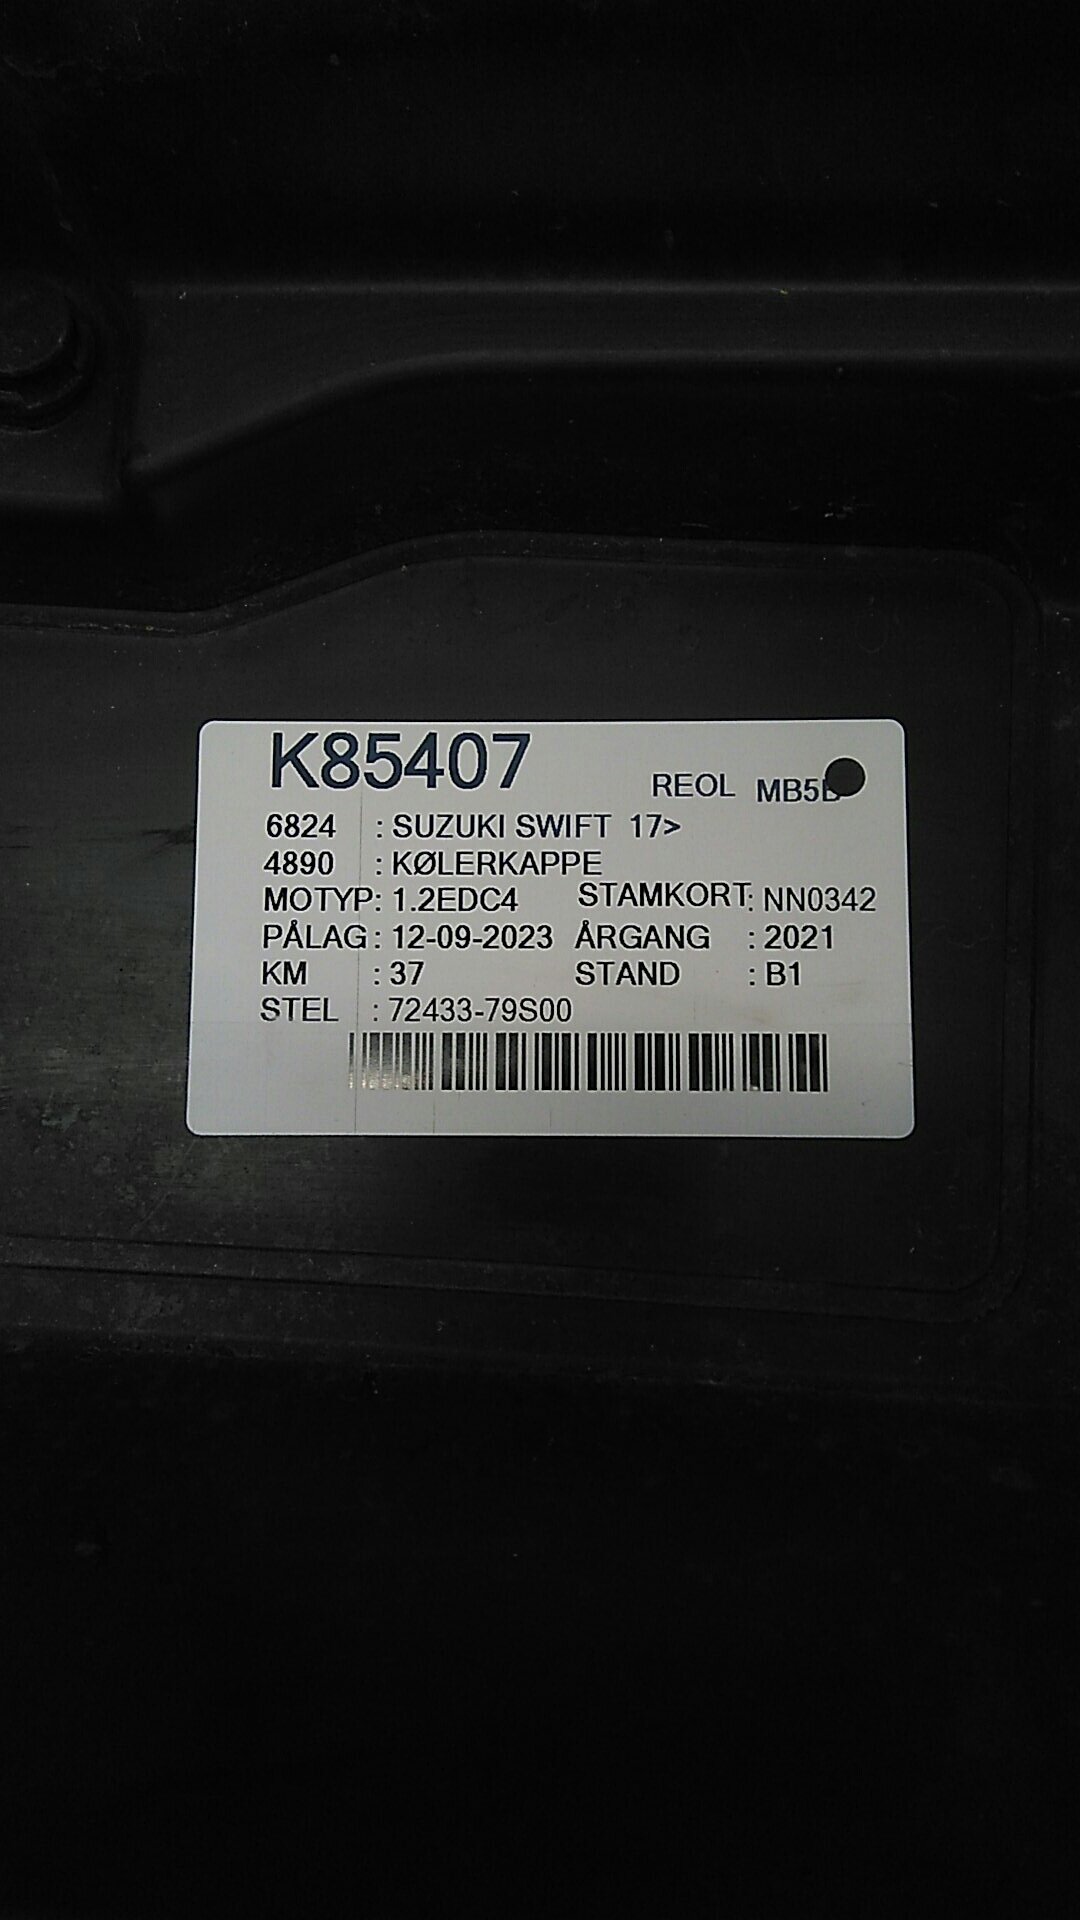 K85407
REOL
6824 : SUZUKI SWIFT 17>
4890 : KØLERKAPPE
MOTYP: 1.2EDC4 STAMKORT: NN0342
PÅLAG: 12-09-2023 ÅRGANG : 2021
KM : 37 STAND : B1
STEL : 72433-79S00